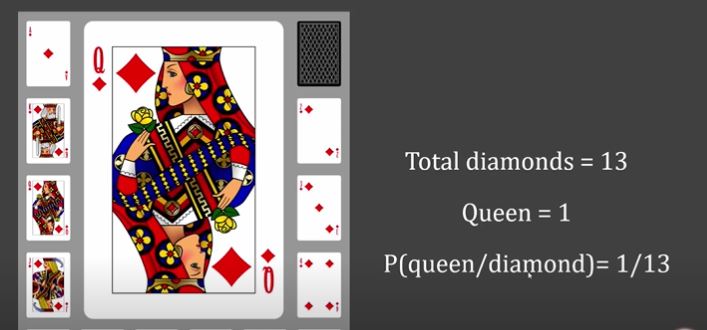 Q
Q
Total diamonds = 13
Queen = 1
P(queen/diamond)= 1/13